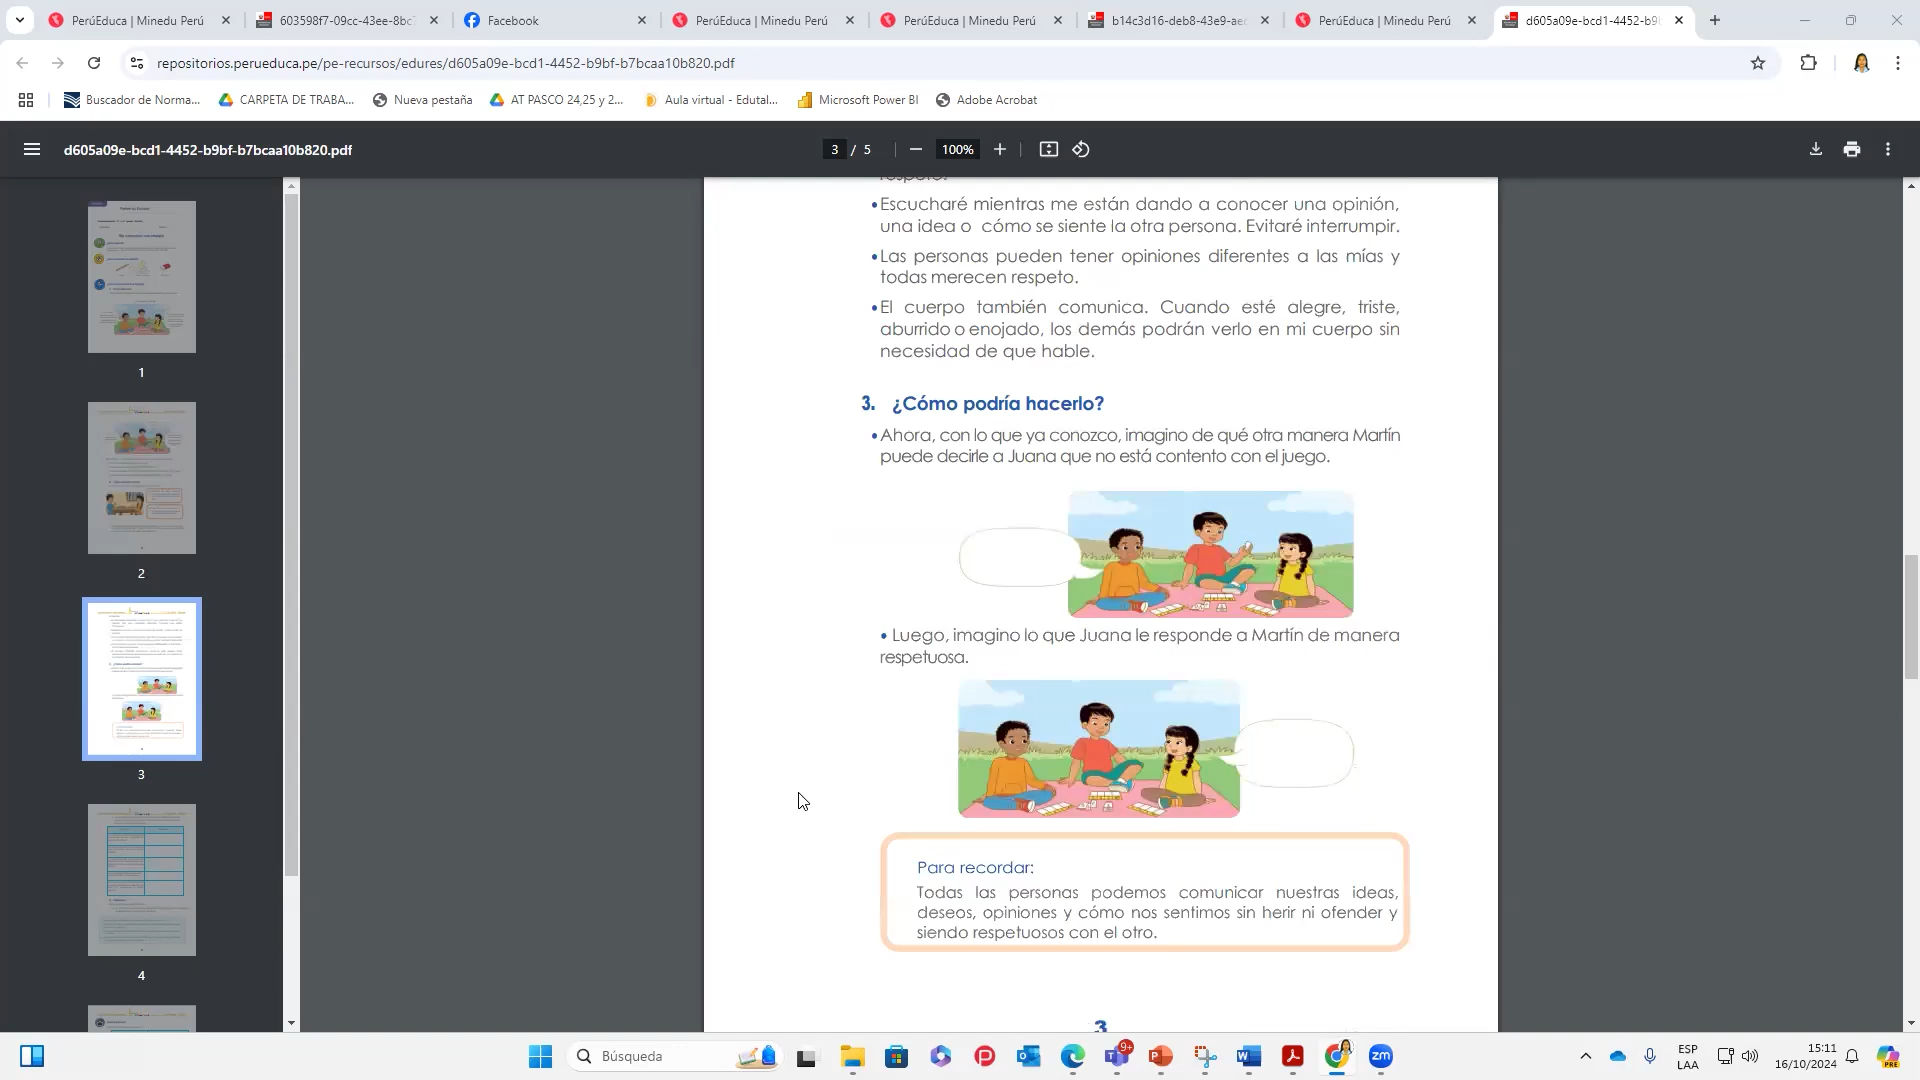 PerúEduca | Minedu Perú
603598f7-09cc-43ee-8bc
Facebook
PerúEduca | Minedu Perú
PerúEduca | Minedu Perú
b14c3d16-deb8-43e9-ae
PerúEduca | Minedu Perú
d605a09e-bcd1-4452-b9
repositorios.perueduca.pe/pe-recursos/edures/d605a09e-bcd1-4452-b9bf-b7bcaa10b820.pdf
Buscador de Norma...
CARPETA DE TRABA...
Nueva pestaña
AT PASCO 24,25 y 2...
Aula virtual - Edutal...
Microsoft Power BI
Adobe Acrobat
d605a09e-bcd1-4452-b9bf-b7bcaa10b820.pdf
3 / 5
100%
respeto.
•Escucharé mientras me están dando a conocer una opinión,
una idea o cómo se siente la otra persona. Evitaré interrumpir.
•Las personas pueden tener opiniones diferentes a las mías y
todas merecen respeto.
•El cuerpo también comunica. Cuando esté alegre, triste,
aburrido o enojado, los demás podrán verlo en mi cuerpo sin
necesidad de que hable.
3. ¿Cómo podría hacerlo?
•Ahora, con lo que ya conozco, imagino de qué otra manera Martín
puede decirle a Juana que no está contento con el juego.
• Luego, imagino lo que Juana le responde a Martín de manera
respetuosa.
Para recordar:
Todas las personas podemos comunicar nuestras ideas,
deseos, opiniones y cómo nos sentimos sin herir ni ofender y
siendo respetuosos con el otro.
3
1
2
3
4
Búsqueda
9+
zm
ESP
LAA
15:11
16/10/2024
PRE